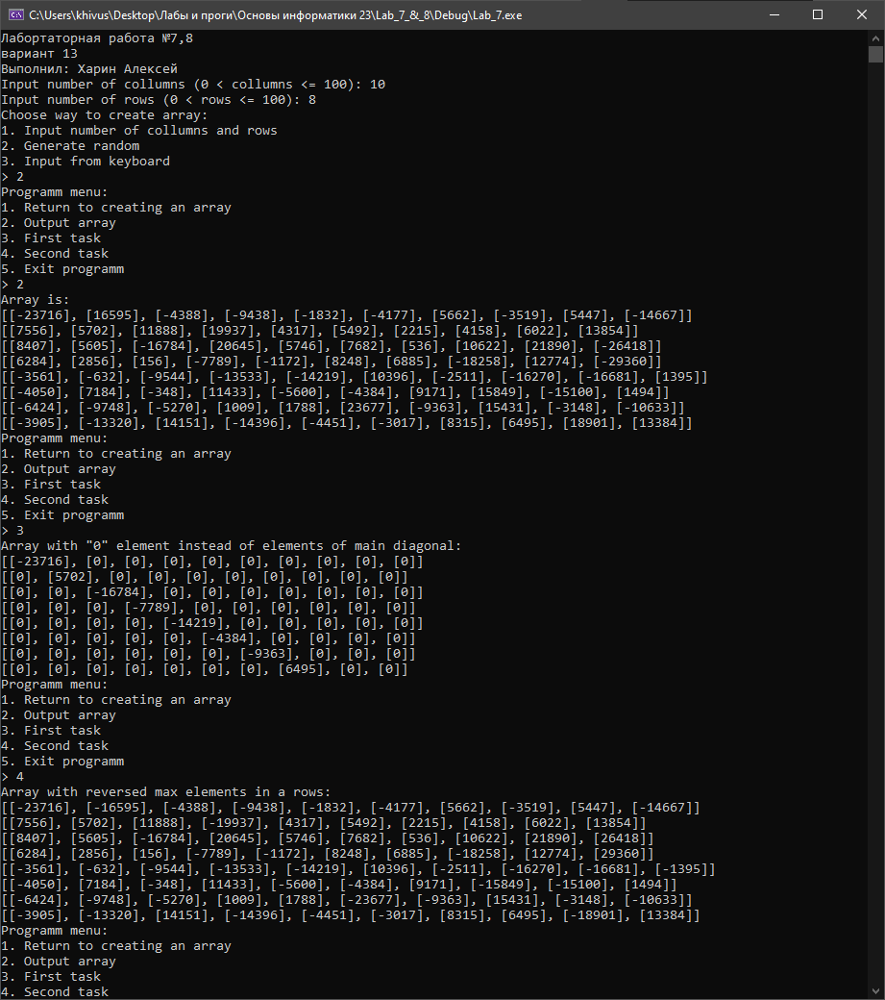 C:\Users\khivus\Desktop\Лабы и проги\Основы информатики 23\Lab_7_&_8\Debug\Lab_7.exe
Лабортаторная работа №7,8
вариант 13
Выполнил: Харин Алексей
Input number of collumns (0 < collumns <= 100): 10
Input number of rows (0 < rows <= 100): 8
Choose way to create array:
1. Input number of collumns and rows
2. Generate random
3. Input from keyboard
> 2
Programm menu:
1. Return to creating an array
2. Output array
3. First task
4. Second task
5. Exit programm
> 2
Array is:
[[-23716], [16595], [-4388], [-9438], [-1832], [-4177], [5662], [-3519], [5447], [-14667]]
[[7556], [5702], [11888], [19937], [4317], [5492], [2215], [4158], [6022], [13854]]
[[8407], [5605], [-16784], [20645], [5746], [7682], [536], [10622], [21890], [-26418]]
[[6284], [2856], [156], [-7789], [-1172], [8248], [6885], [-18258], [12774], [-29360]]
[[-3561], [-632], [-9544], [-13533], [-14219], [10396], [-2511], [-16270], [-16681], [1395]]
[[-4050], [7184], [-348], [11433], [-5600], [-4384], [9171], [15849], [-15100], [1494]]
[[-6424], [-9748], [-5270], [1009], [1788], [23677], [-9363], [15431], [-3148], [-10633]]
[[-3905], [-13320], [14151], [-14396], [-4451], [-3017], [8315], [6495], [18901], [13384]]
Programm menu:
1. Return to creating an array
2. Output array
3. First task
4. Second task
5. Exit programm
> 3
Array with "0" element instead of elements of main diagonal:
[[-23716], [0], [0], [0], [0], [0], [0], [0], [0], [0]]
[[0], [5702], [0], [0], [0], [0], [0], [0], [0], [0]]
[[0], [0], [-16784], [0], [0], [0], [0], [0], [0], [0]]
[[0], [0], [0], [-7789], [0], [0], [0], [0], [0], [0]]
[[0], [0], [0], [0], [-14219], [0], [0], [0], [0], [0]]
[[0], [0], [0], [0], [0], [-4384], [0], [0], [0], [0]]
[[0], [0], [0], [0], [0], [0], [-9363], [0], [0], [0]]
[[0], [0], [0], [0], [0], [0], [0], [6495], [0], [0]]
Programm menu:
1. Return to creating an array
2. Output array
3. First task
4. Second task
5. Exit programm
> 4
Array with reversed max elements in a rows:
[[-23716], [-16595], [-4388], [-9438], [-1832], [-4177], [5662], [-3519], [5447], [-14667]]
[[7556], [5702], [11888], [-19937], [4317], [5492], [2215], [4158], [6022], [13854]]
[[8407], [5605], [-16784], [20645], [5746], [7682], [536], [10622], [21890], [26418]]
[[6284], [2856], [156], [-7789], [-1172], [8248], [6885], [-18258], [12774], [29360]]
[[-3561], [-632], [-9544], [-13533], [-14219], [10396], [-2511], [-16270], [-16681], [-1395]]
[[-4050], [7184], [-348], [11433], [-5600], [-4384], [9171], [-15849], [-15100], [1494]]
[[-6424], [-9748], [-5270], [1009], [1788], [-23677], [-9363], [15431], [-3148], [-10633]]
[[-3905], [-13320], [14151], [-14396], [-4451], [-3017], [8315], [6495], [-18901], [13384]]
Programm menu:
1. Return to creating an array
2. Output array
3. First task
4. Second task